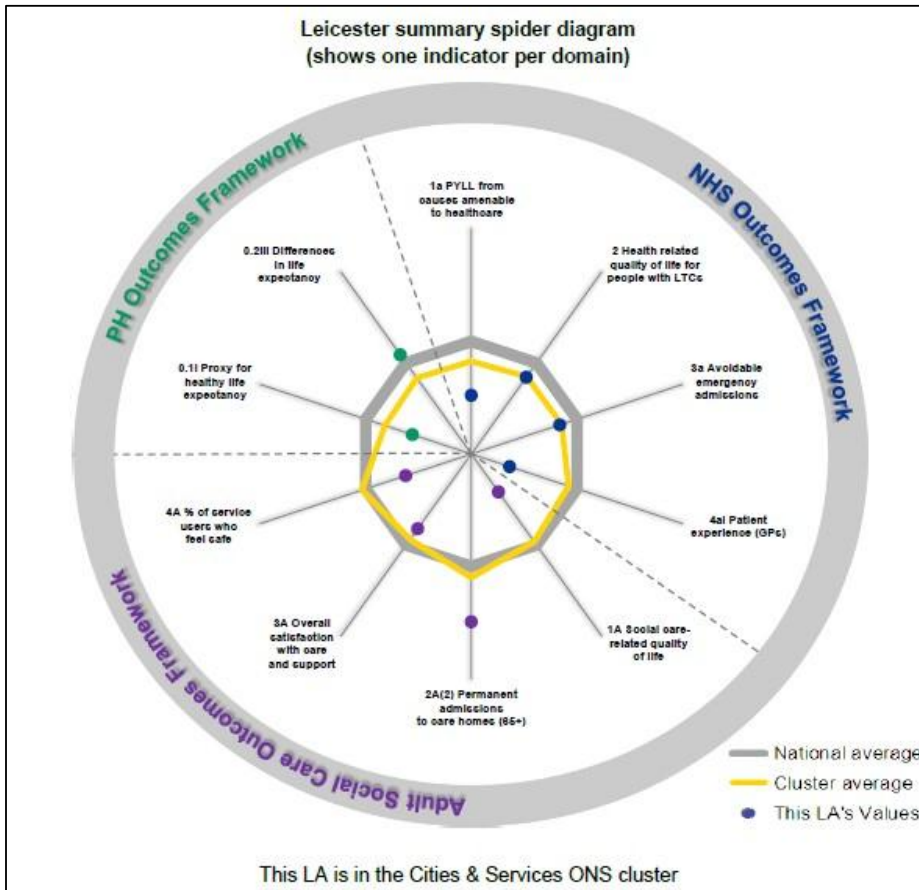 Leicester summary spider diagram
(shows one indicator per domain)
PH Outcomes Framework
NHS Outcomes Framework
1a PYLL from
causes amenable
to healthcare
0.2III Differences
in life
expectancy
2 Health related
quality of life for
people with LTCs
0.1I Proxy for
healthy life
expectancy
3a Avoidable
emergency
admissions
4A % of service
users who
feel safe
4aI Patient
experience (GPs)
3A Overall
satisfaction
with care
and support
1A Social care-
related quality
of life
2A(2) Permanent
admissions
to care homes (65+)
Adult Social Care Outcomes Framework
National average
Cluster average
This LA's Values
This LA is in the Cities & Services ONS cluster